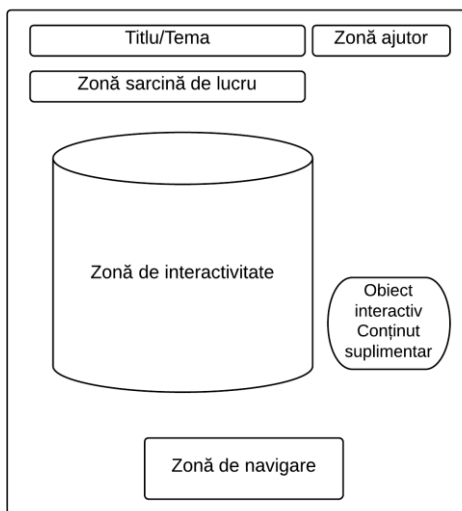 Titlu/Tema
Zonă ajutor
Zonă sarcină de lucru
Zonă de interactivitate
Obiect
interactiv
Conținut
suplimentar
Zonă de navigare